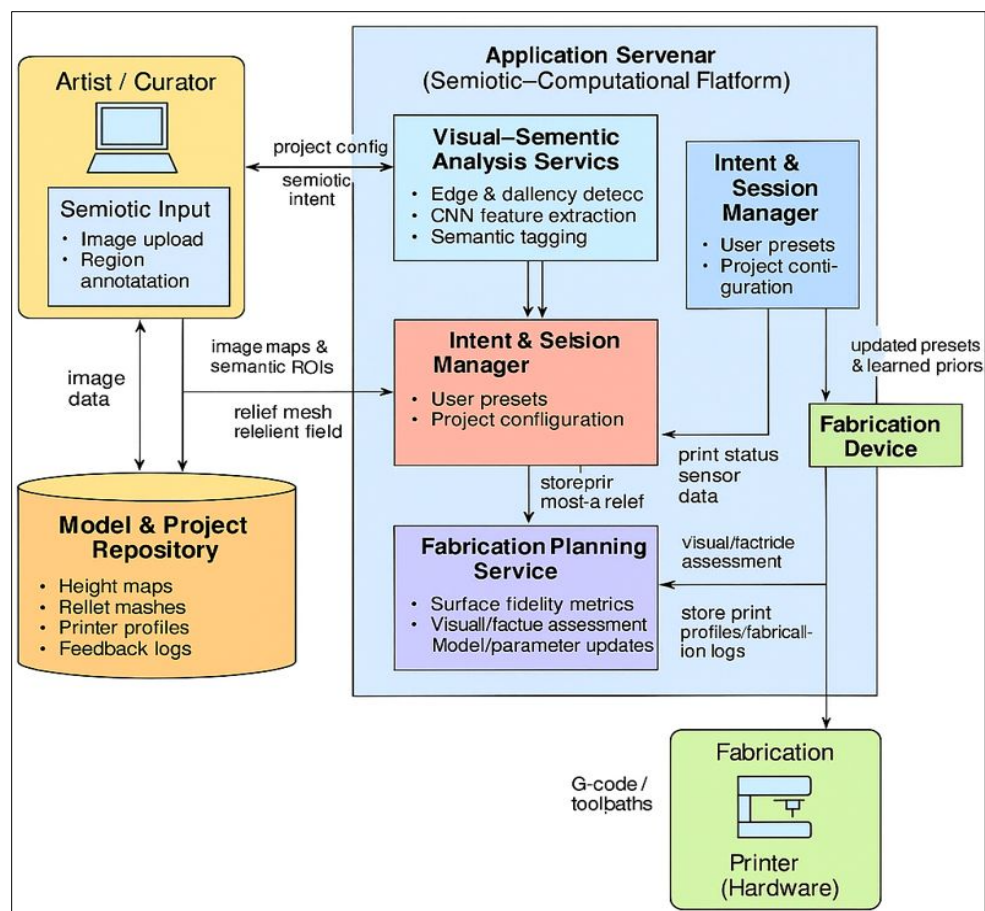 Artist / Curator
Semiotic Input
• Image upload
• Region
annotatation
project config
semiotic
intent
Application Servenar
(Semiotic–Computational Flatform)
Visual–Sementic
Analysis Servics
• Edge & dallency detecc
• CNN feature extraction
• Semantic tagging
Intent &
Session
Manager
• User presets
• Project conti-
guration
image
data
image maps &
semantic ROIs
relief mesh
relelient field
Intent & Selsion
Manager
• User presets
• Project conffiguration
updated presets
& learned priors
Fabrication
Device
print status
sensor
data
storeprir
most-a relef
Model & Project
Repository
• Height maps
• Rellet mashes
• Printer profiles
• Feedback logs
Fabrication Planning
Service
• Surface fidelity metrics
• Visuall/factue assessment
Model/parameter updates
visual/factricle
assessment
store print
profiles/fabricall-
ion logs
G-code /
toolbaths
Fabrication
Printer
(Hardware)